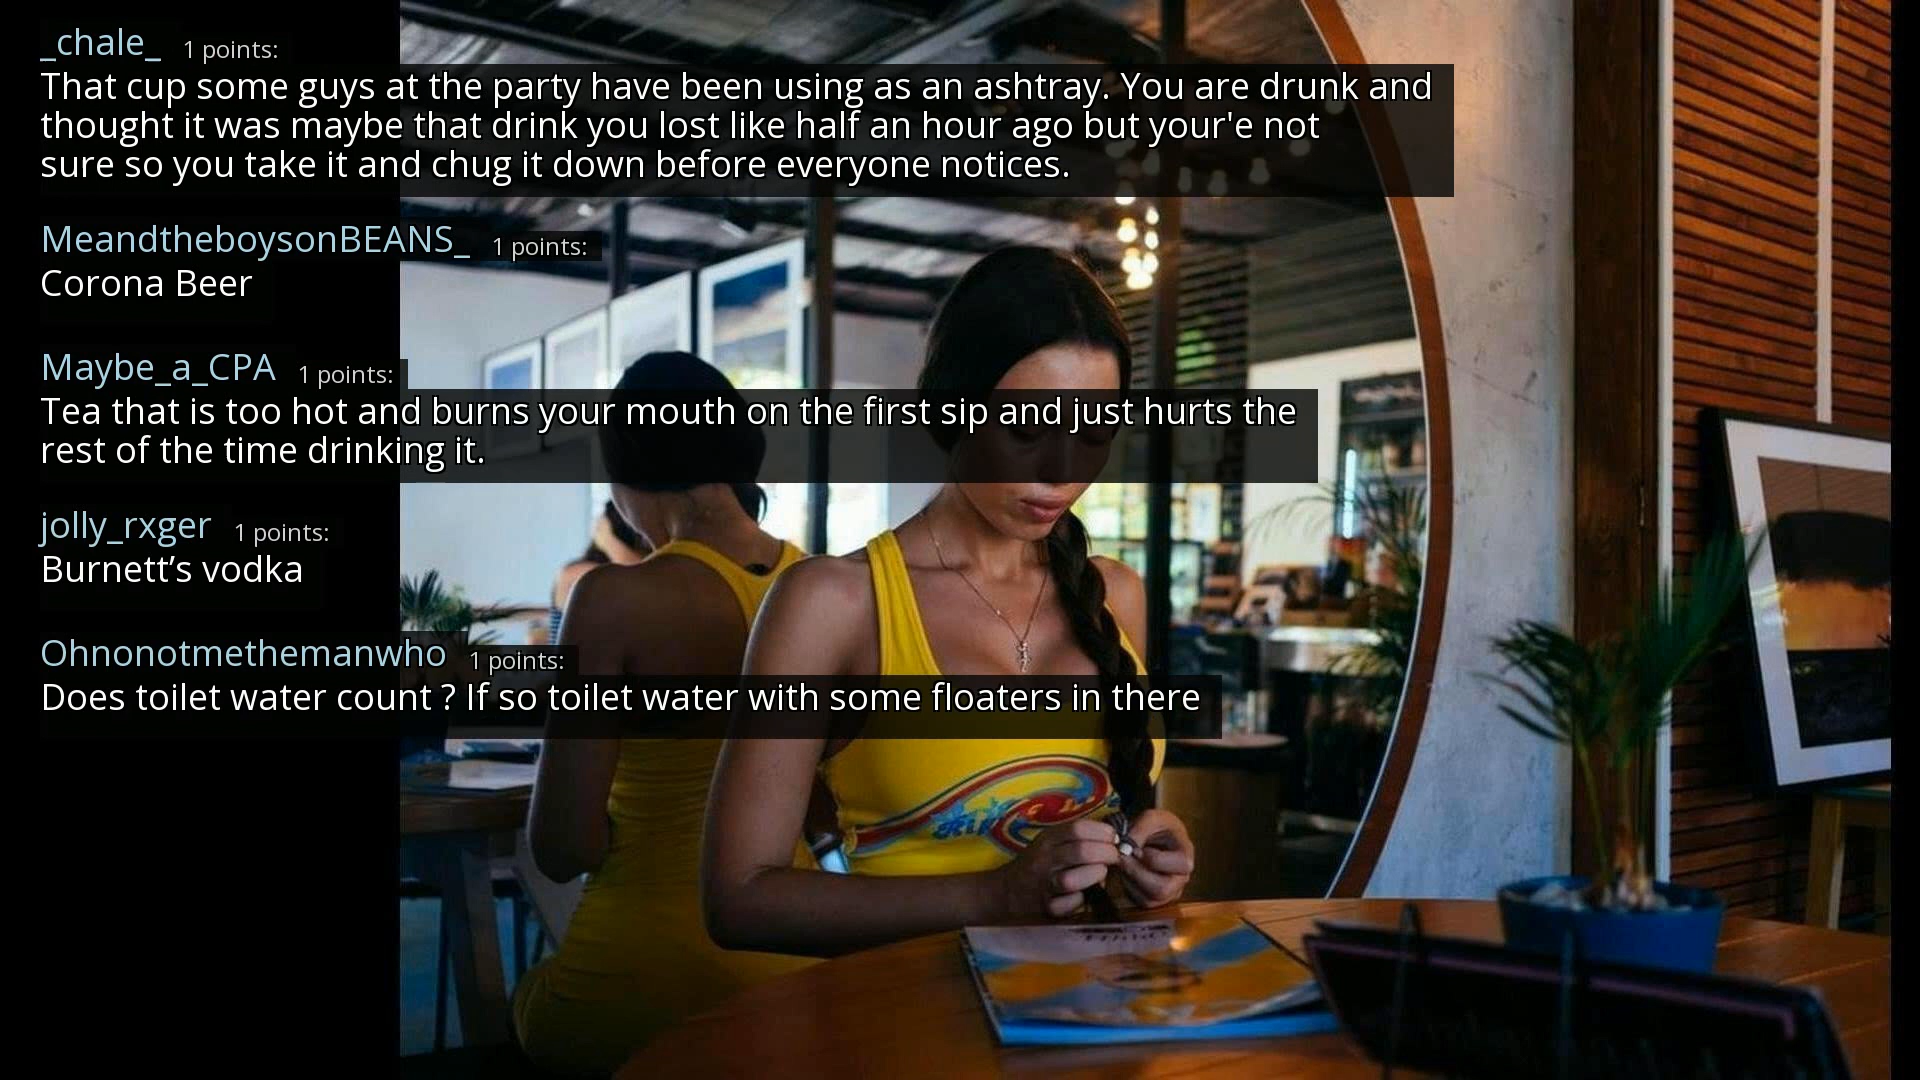 _chale_ 1 points:
That cup some guys at the party have been using as an ashtray. You are drunk and
thought it was maybe that drink you lost like half an hour ago but your'e not
sure so you take it and chug it down before everyone notices.
MeandtheboysonBEANS_ 1 points:
Corona Beer
Maybe_a_CPA 1 points:
Tea that is too hot and burns your mouth on the first sip and just hurts the
rest of the time drinking it.
jolly_rxger 1 points:
Burnett’s vodka
Ohnonotmethemanwho 1 points:
Does toilet water count ? If so toilet water with some floaters in there